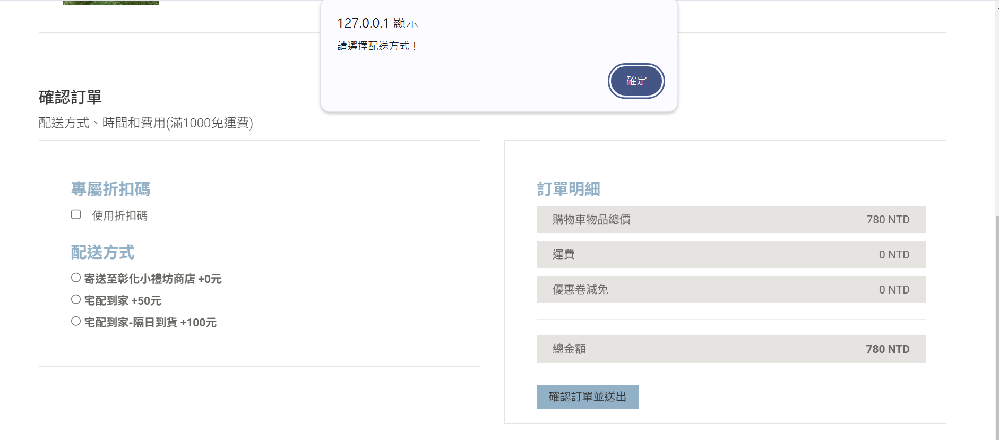 127.0.0.1 顯示
請選擇配送方式！
確定
確認訂單
配送方式、時間和費用(滿1000免運費)
專屬折扣碼
使用折扣碼
配送方式
寄送至彰化小禮坊商店 +0元
宅配到家 +50元
宅配到家-隔日到貨 +100元
訂單明細
購物車物品總價 780 NTD
運費 0 NTD
優惠卷減免 0 NTD
總金額 780 NTD
確認訂單並送出